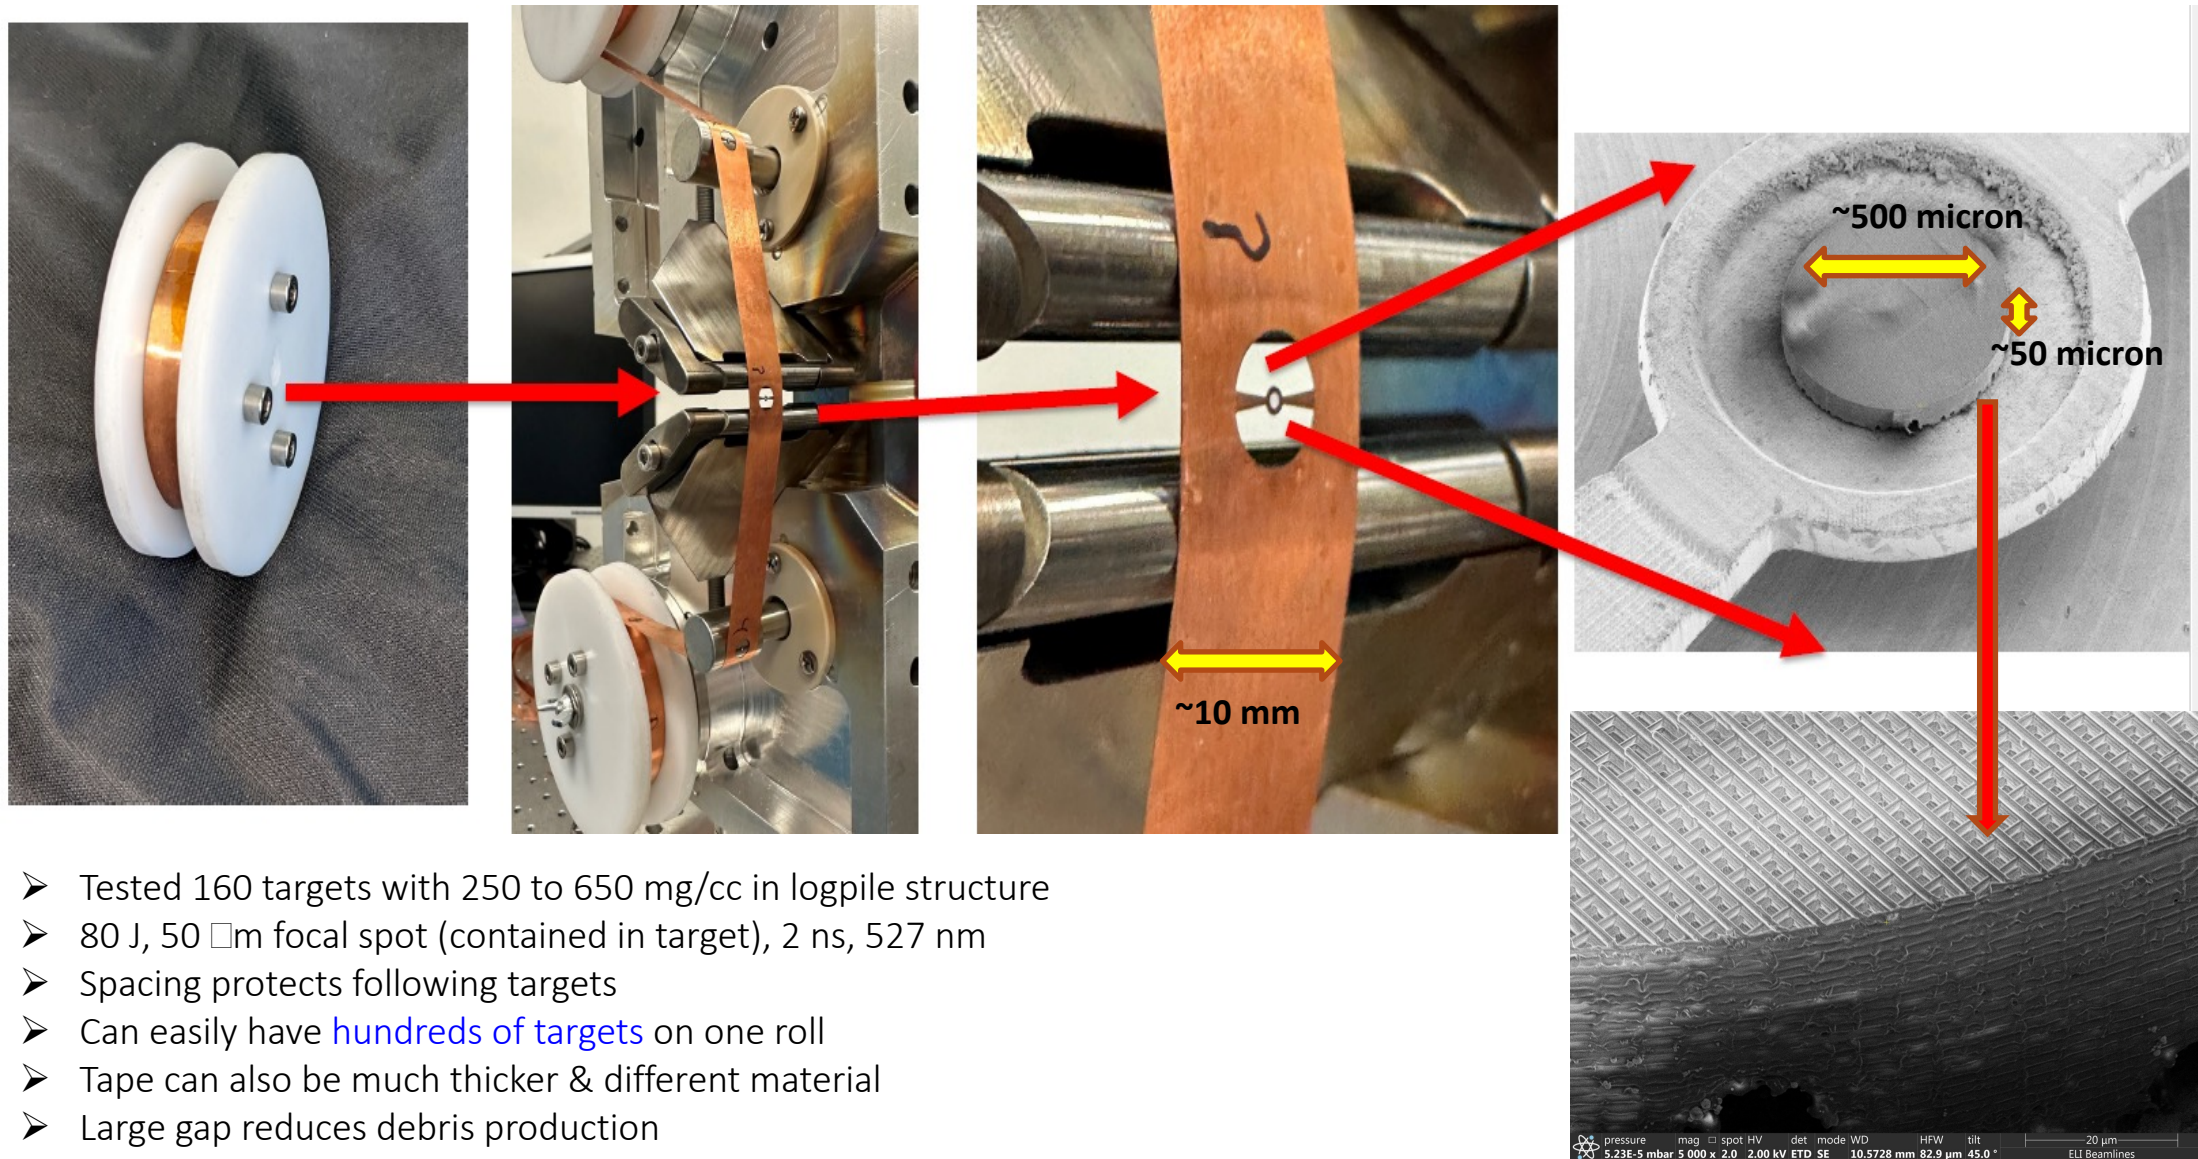 ~500 micron
~50 micron
~10 mm
➢ Tested 160 targets with 250 to 650 mg/cc in logpile structure
➢ 80 J, 50 □m focal spot (contained in target), 2 ns, 527 nm
➢ Spacing protects following targets
➢ Can easily have hundreds of targets on one roll
➢ Tape can also be much thicker & different material
➢ Large gap reduces debris production
pressure mag □ spot HV det mode WD HFW tilt 20 µm
5.23E-5 mbar 5 000 x 2.0 2.00 kV ETD SE 10.5728 mm 82.9 µm 45.0 ° ELI Beamlines